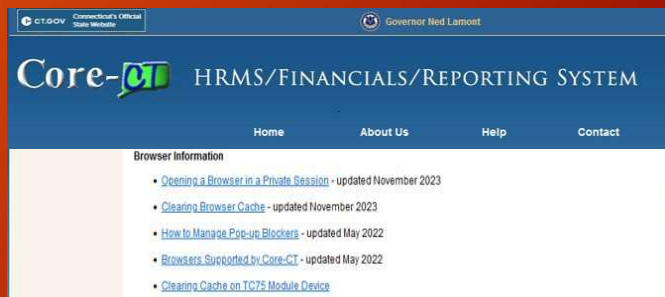 CT.GOV Connecticut's Official
State Website
Governor Ned Lamont
Core-CT HRMS/Financials/Reporting System
Home About Us Help Contact
Browser Information
• Opening a Browser in a Private Session - updated November 2023
• Clearing Browser Cache - updated November 2023
• How to Manage Pop-up Blockers - updated May 2022
• Browsers Supported by Core-CT - updated May 2022
• Clearing Cache on TC75 Module Device